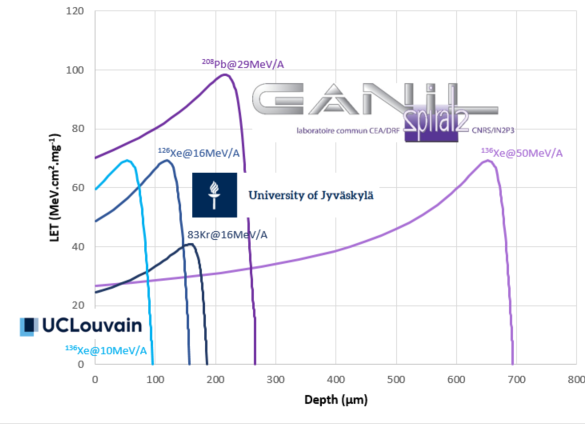 120
100
80
60
40
20
0
LET (MeV.cm².mg⁻¹)
²⁰⁸Pb@29MeV/A
GANIL
spiral2
laboratoire commun CEA/DRF
CNRS/IN2P3
¹²⁶Xe@16MeV/A
¹³⁶Xe@50MeV/A
University of Jyväskylä
83Kr@16MeV/A
UCLouvain
¹³⁶Xe@10MeV/A
0 100 200 300 400 500 600 700 800
Depth (μm)